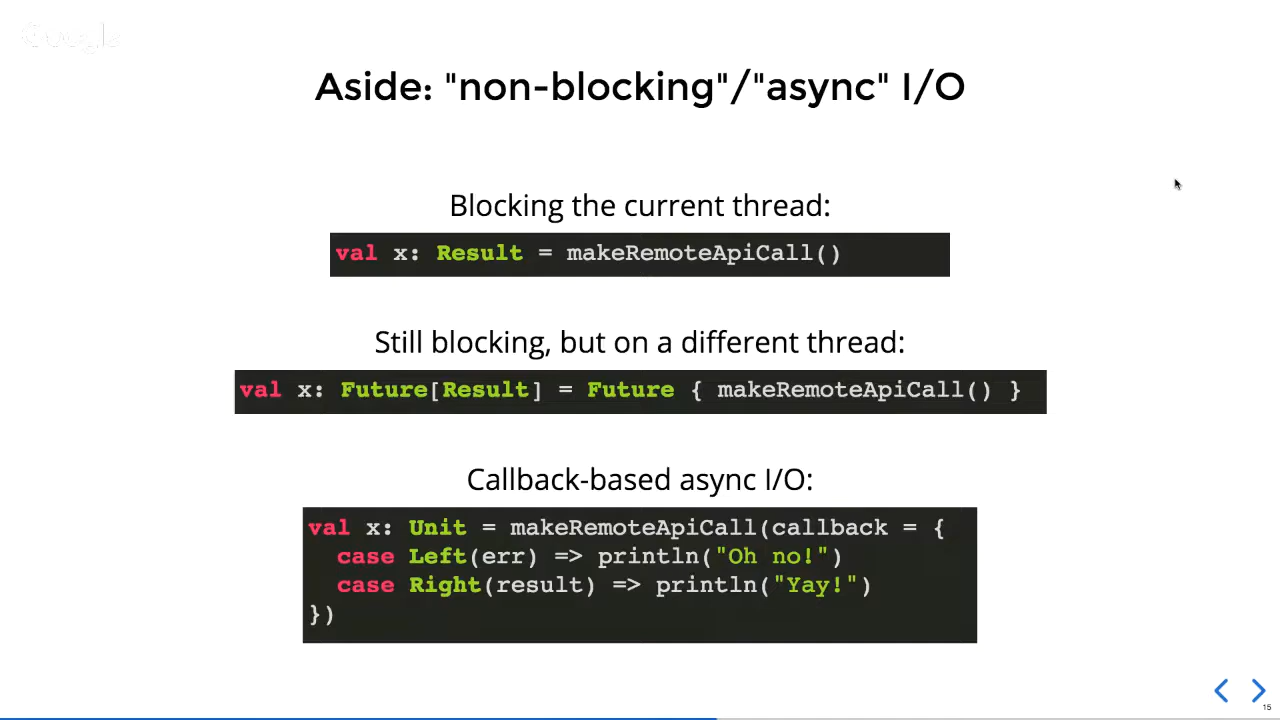 Google
Aside: "non-blocking"/"async" I/O
Blocking the current thread:
val x: Result = makeRemoteApiCall()
Still blocking, but on a different thread:
val x: Future[Result] = Future { makeRemoteApiCall() }
Callback-based async I/O:
val x: Unit = makeRemoteApiCall(callback = {
  case Left(err) => println("Oh no!")
  case Right(result) => println("Yay!")
})
15